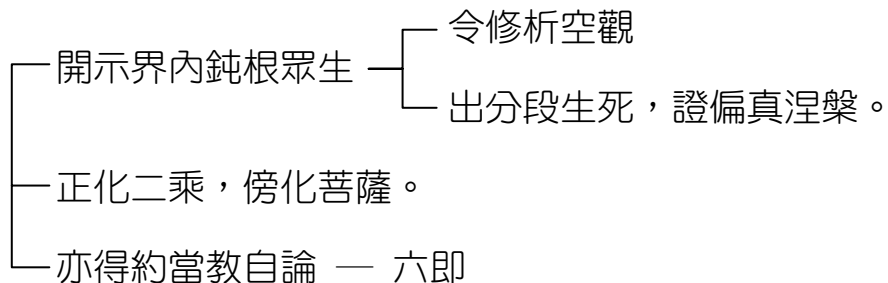 令修析空觀
開示界內鈍根眾生
出分段生死，證偏真涅槃。
正化二乘，傍化菩薩。
亦得約當教自論 — 六即